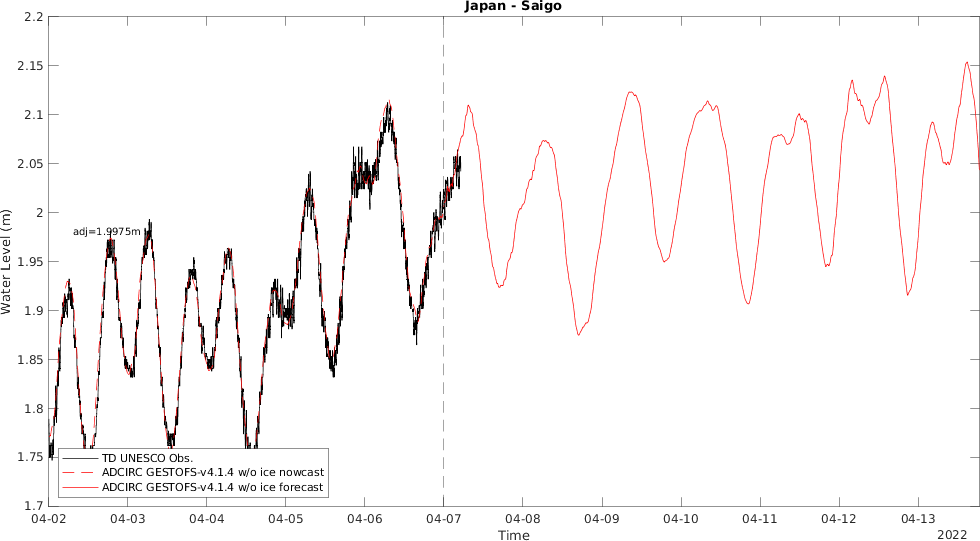 Japan - Saigo
Water Level (m)
2.2
2.15
2.1
2.05
2
1.95
1.9
1.85
1.8
1.75
1.7
adj=1.9975m
TD UNESCO Obs.
ADCIRC GESTOFS-v4.1.4 w/o ice nowcast
ADCIRC GESTOFS-v4.1.4 w/o ice forecast
04-02 04-03 04-04 04-05 04-06 04-07 04-08 04-09 04-10 04-11 04-12 04-13
Time
2022